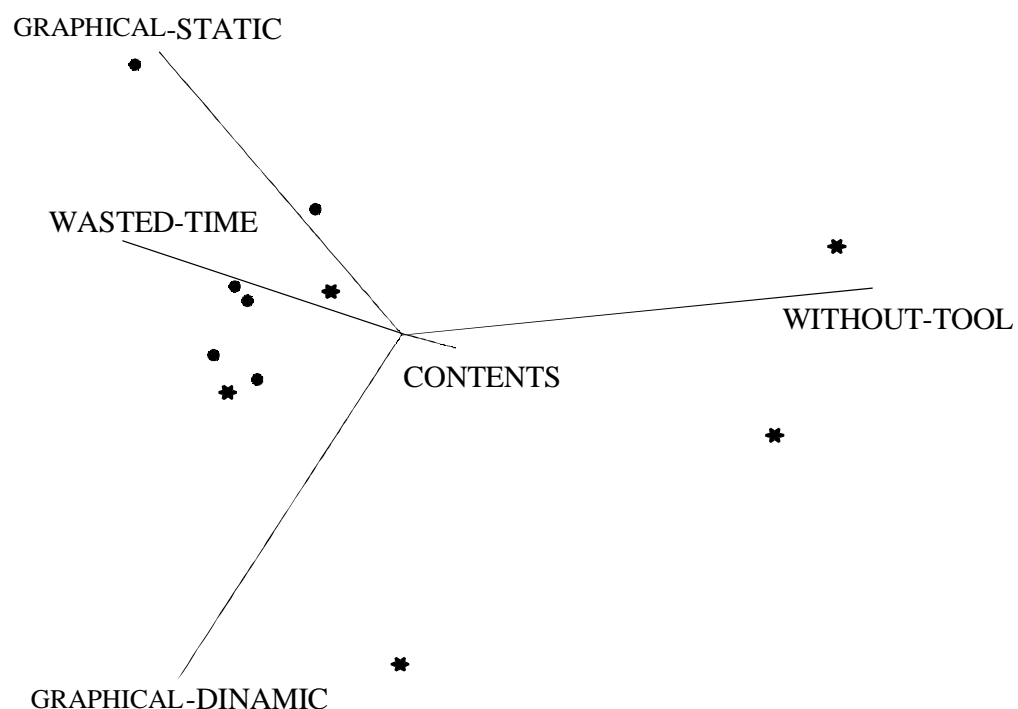 GRAPHICAL-STATIC
WASTED-TIME
WITHOUT-TOOL
CONTENTS
GRAPHICAL-DINAMIC